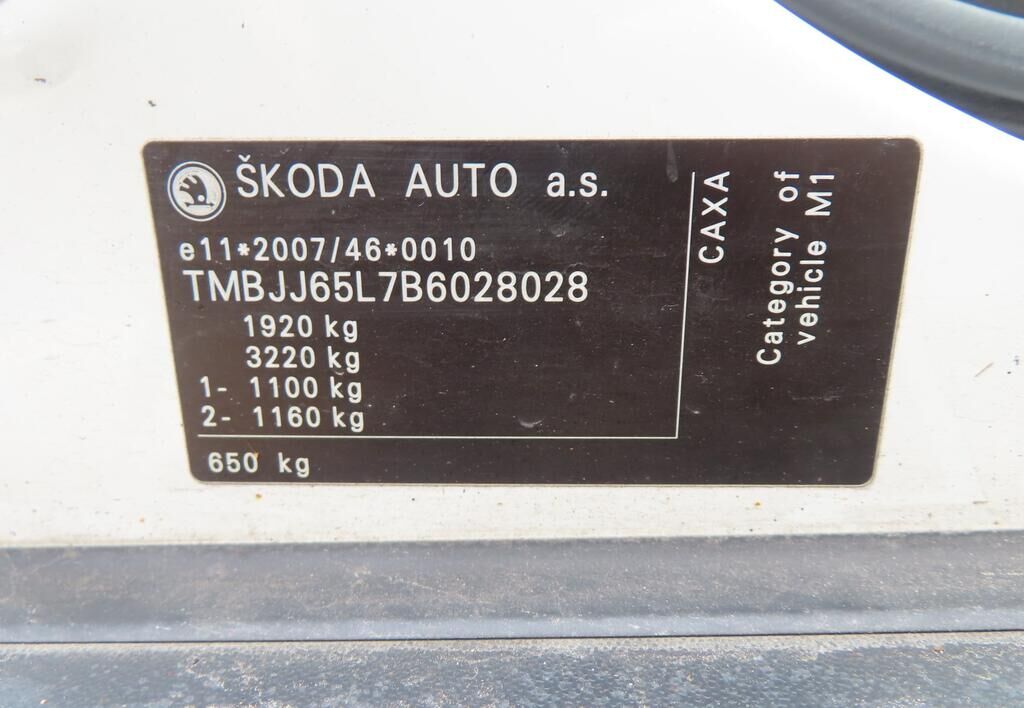 ŠKODA AUTO a.s.
e11*2007/46*0010
TMBJJ65L7B6028028
1920 kg
3220 kg
1- 1100 kg
2- 1160 kg
650 kg
CAXA
Category of
vehicle M1